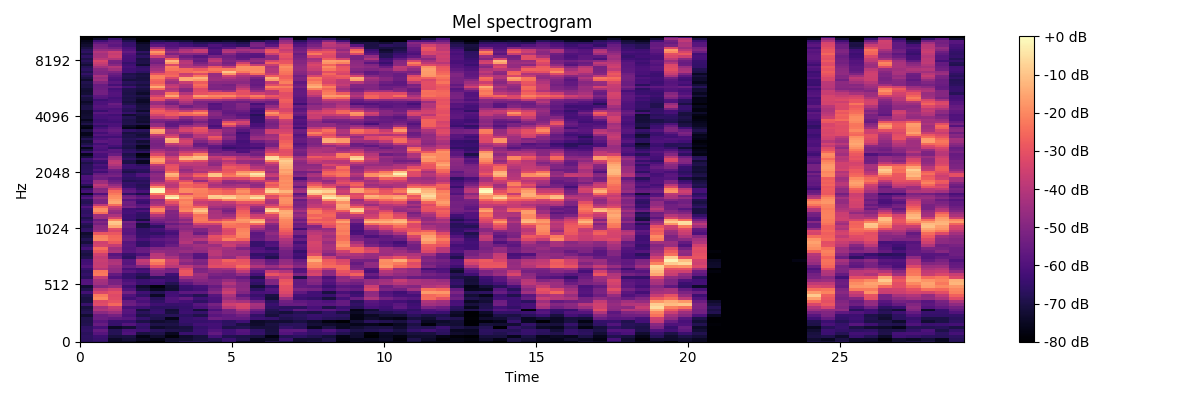 Mel spectrogram
8192
4096
2048
1024
512
0
Hz
0 5 10 15 20 25
Time
+0 dB
-10 dB
-20 dB
-30 dB
-40 dB
-50 dB
-60 dB
-70 dB
-80 dB